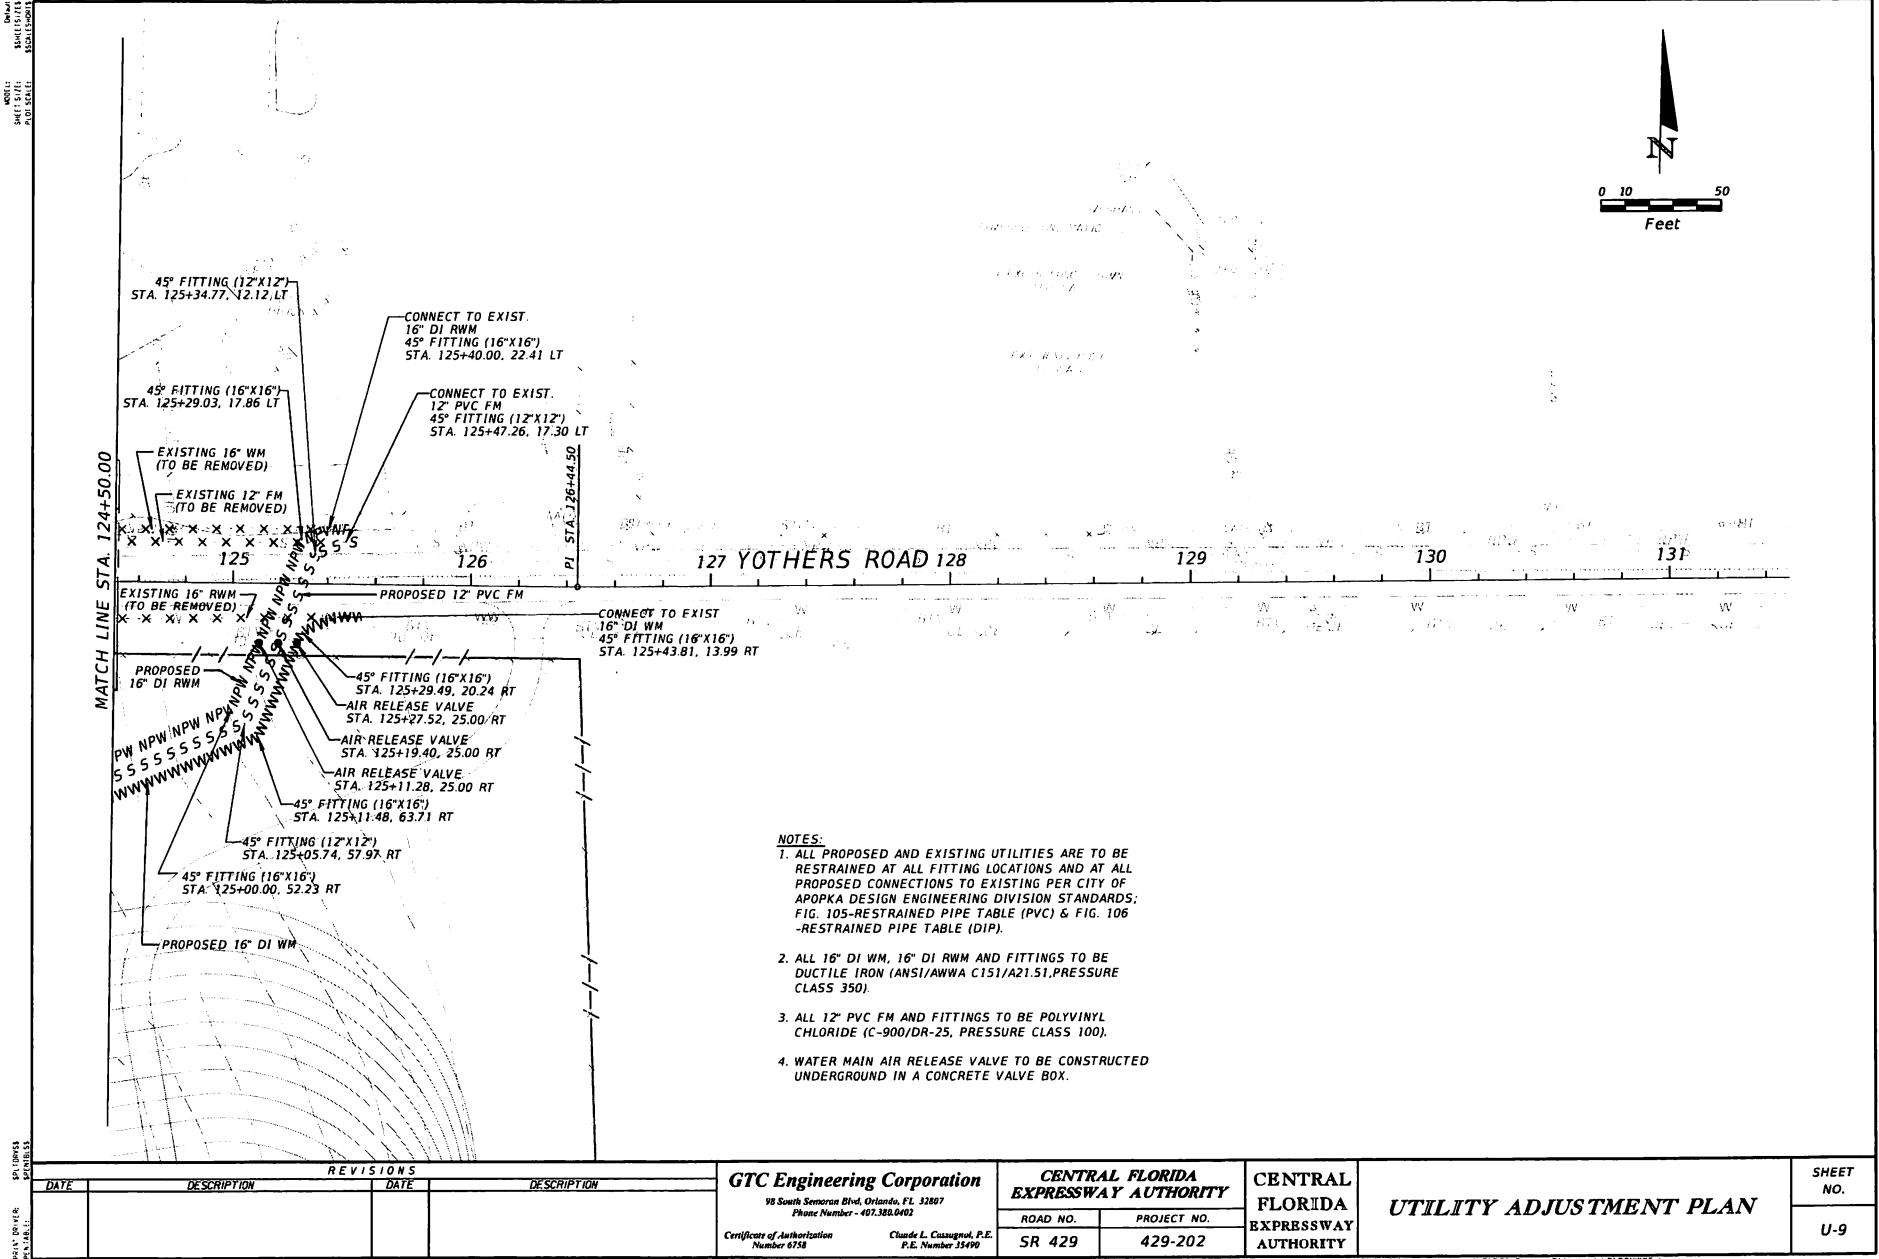 0 10 50
Feet
45° FITTING (12"X12")
STA. 125+34.77, 12.12 LT
CONNECT TO EXIST.
16" DI RWM
45° FITTING (16"X16")
STA. 125+40.00, 22.41 LT
45° FITTING (16"X16")
STA. 125+29.03, 17.86 LT
CONNECT TO EXIST.
12" PVC FM
45° FITTING (12"X12")
STA. 125+47.26, 17.30 LT
EXISTING 16" WM
(TO BE REMOVED)
EXISTING 12" FM
(TO BE REMOVED)
MATCH LINE STA. 124+50.00
PI STA. 126+44.50
125 126 127 YOTHERS ROAD 128 129 130 131
EXISTING 16" RWM
(TO BE REMOVED)
PROPOSED 12" PVC FM
CONNECT TO EXIST
16" DI WM
45° FITTING (16"X16")
STA. 125+43.81, 13.99 RT
PROPOSED
16" DI RWM
45° FITTING (16"X16")
STA. 125+29.49, 20.24 RT
AIR RELEASE VALVE
STA. 125+27.52, 25.00 RT
AIR RELEASE VALVE
STA. 125+19.40, 25.00 RT
AIR RELEASE VALVE
STA. 125+11.28, 25.00 RT
45° FITTING (16"X16")
STA. 125+11.48, 63.71 RT
45° FITTING (12"X12")
STA. 125+05.74, 57.97 RT
45° FITTING (16"X16")
STA. 125+00.00, 52.23 RT
PROPOSED 16" DI WM
NOTES:
1. ALL PROPOSED AND EXISTING UTILITIES ARE TO BE
RESTRAINED AT ALL FITTING LOCATIONS AND AT ALL
PROPOSED CONNECTIONS TO EXISTING PER CITY OF
APOPKA DESIGN ENGINEERING DIVISION STANDARDS;
FIG. 105-RESTRAINED PIPE TABLE (PVC) & FIG. 106
-RESTRAINED PIPE TABLE (DIP).
2. ALL 16" DI WM, 16" DI RWM AND FITTINGS TO BE
DUCTILE IRON (ANSI/AWWA C151/A21.51,PRESSURE
CLASS 350).
3. ALL 12" PVC FM AND FITTINGS TO BE POLYVINYL
CHLORIDE (C-900/DR-25, PRESSURE CLASS 100).
4. WATER MAIN AIR RELEASE VALVE TO BE CONSTRUCTED
UNDERGROUND IN A CONCRETE VALVE BOX.
REVISIONS
DATE DESCRIPTION DATE DESCRIPTION
GTC Engineering Corporation
98 South Semoran Blvd, Orlando, FL 32807
Phone Number - 407.380.0402
Certificate of Authorization
Number 6758
Claude L. Cassagnol, P.E.
P.E. Number 35490
CENTRAL FLORIDA
EXPRESSWAY AUTHORITY
ROAD NO. PROJECT NO.
SR 429 429-202
CENTRAL
FLORIDA
EXPRESSWAY
AUTHORITY
UTILITY ADJUSTMENT PLAN
SHEET
NO.
U-9